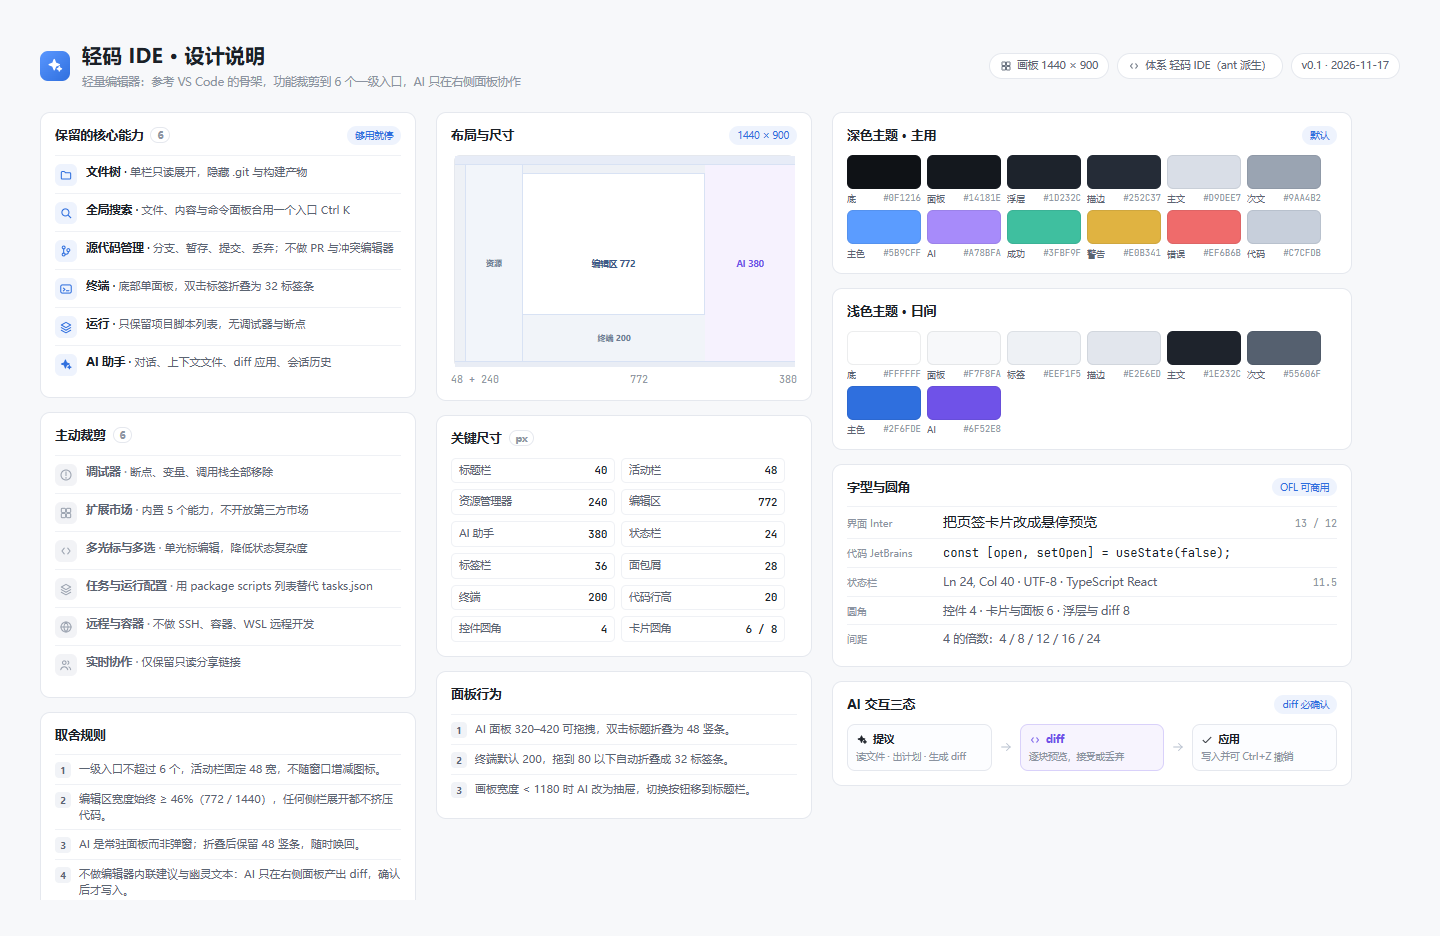 轻码 IDE · 设计说明
轻量编辑器：参考 VS Code 的骨架，功能裁剪到 6 个一级入口，AI 只在右侧面板协作
画板 1440 × 900
体系 轻码 IDE（ant 派生）
v0.1 · 2026-11-17
保留的核心能力 6
够用就停
文件树 · 单栏只读展开，隐藏 .git 与构建产物
全局搜索 · 文件、内容与命令面板合用一个入口 Ctrl K
源代码管理 · 分支、暂存、提交、丢弃；不做 PR 与冲突编辑器
终端 · 底部单面板，双击标签折叠为 32 标签条
运行 · 只保留项目脚本列表，无调试器与断点
AI 助手 · 对话、上下文文件、diff 应用、会话历史
主动裁剪 6
调试器 · 断点、变量、调用栈全部移除
扩展市场 · 内置 5 个能力，不开放第三方市场
多光标与多选 · 单光标编辑，降低状态复杂度
任务与运行配置 · 用 package scripts 列表替代 tasks.json
远程与容器 · 不做 SSH、容器、WSL 远程开发
实时协作 · 仅保留只读分享链接
取舍规则
1 一级入口不超过 6 个，活动栏固定 48 宽，不随窗口增减图标。
2 编辑区宽度始终 ≥ 46%（772 / 1440），任何侧栏展开都不挤压
代码。
3 AI 是常驻面板而非弹窗；折叠后保留 48 竖条，随时唤回。
4 不做编辑器内联建议与幽灵文本：AI 只在右侧面板产出 diff，确认
后才写入。
布局与尺寸
1440 × 900
资源
编辑区 772
AI 380
终端 200
48 + 240
772
380
关键尺寸 px
标题栏 40
活动栏 48
资源管理器 240
编辑区 772
AI 助手 380
状态栏 24
标签栏 36
面包屑 28
终端 200
代码行高 20
控件圆角 4
卡片圆角 6 / 8
面板行为
1 AI 面板 320–420 可拖拽，双击标题折叠为 48 竖条。
2 终端默认 200，拖到 80 以下自动折叠成 32 标签条。
3 画板宽度 < 1180 时 AI 改为抽屉，切换按钮移到标题栏。
深色主题 · 主用
默认
底 #0F1216
面板 #14181E
浮层 #1D232C
描边 #252C37
主文 #D9DEE7
次文 #9AA4B2
主色 #5B9CFF
AI #A78BFA
成功 #3FBF9F
警告 #E0B341
错误 #EF6B6B
代码 #C7CFDB
浅色主题 · 日间
底 #FFFFFF
面板 #F7F8FA
标签 #EEF1F5
描边 #E2E6ED
主文 #1E232C
次文 #55606F
主色 #2F6FDE
AI #6F52E8
字型与圆角
OFL 可商用
界面 Inter 把页签卡片改成悬停预览 13 / 12
代码 JetBrains const [open, setOpen] = useState(false);
状态栏 Ln 24, Col 40 · UTF-8 · TypeScript React 11.5
圆角 控件 4 · 卡片与面板 6 · 浮层与 diff 8
间距 4 的倍数：4 / 8 / 12 / 16 / 24
AI 交互三态
diff 必确认
提议
读文件 · 出计划 · 生成 diff
diff
逐块预览，接受或丢弃
应用
写入并可 Ctrl+Z 撤销